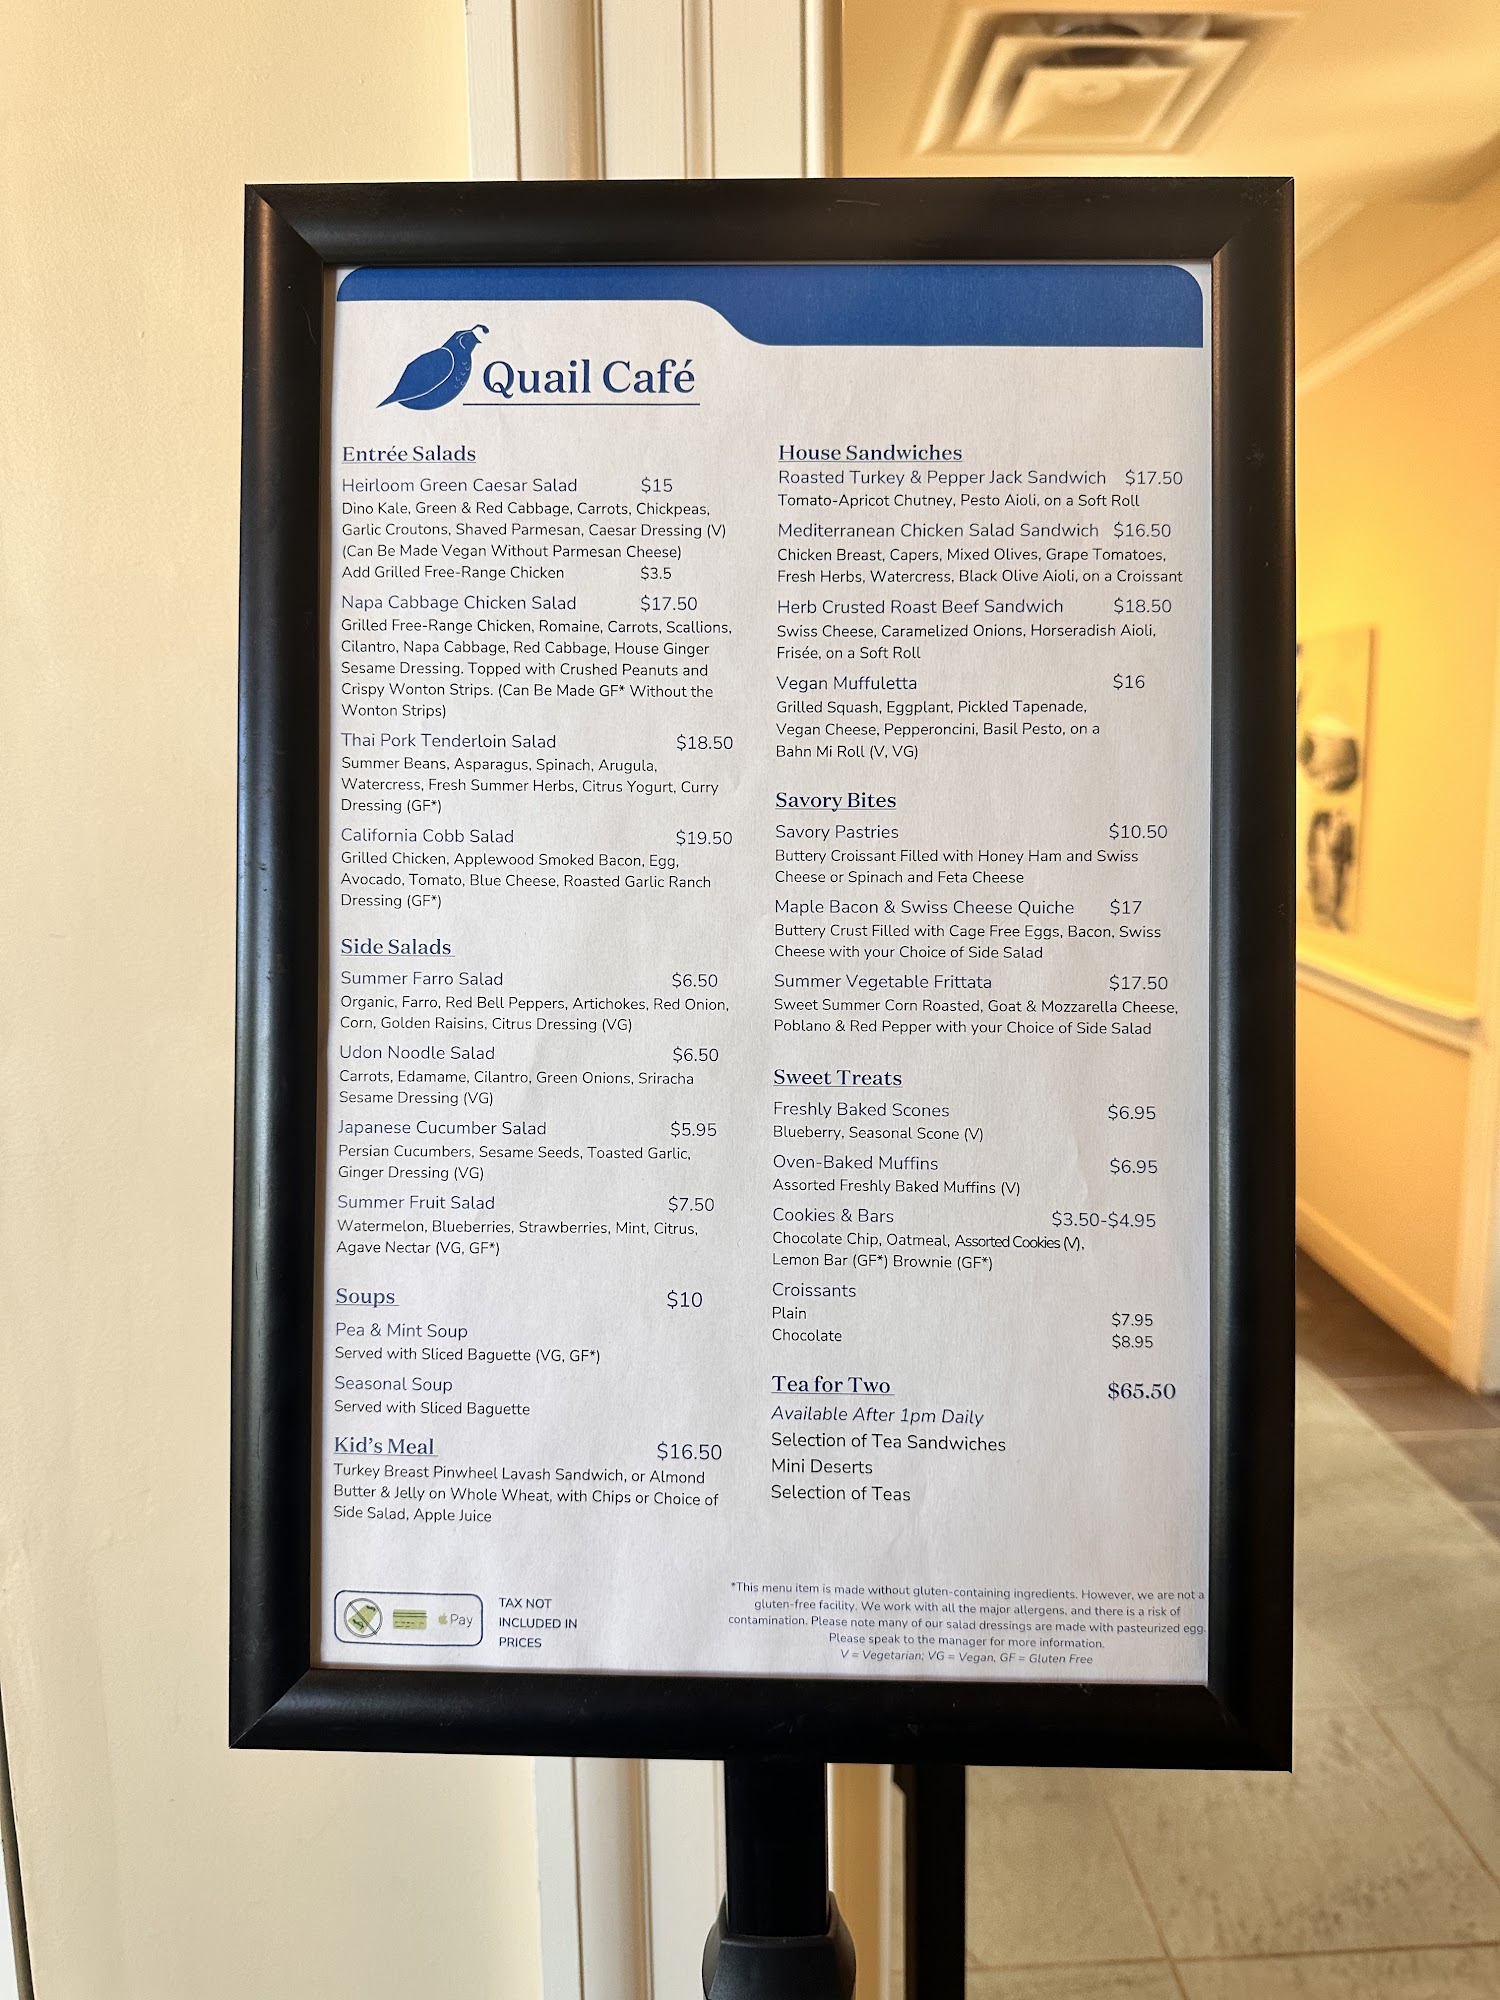 Quail Café
Entrée Salads
Heirloom Green Caesar Salad $15
Dino Kale, Green & Red Cabbage, Carrots, Chickpeas,
Garlic Croutons, Shaved Parmesan, Caesar Dressing (V)
(Can Be Made Vegan Without Parmesan Cheese)
Add Grilled Free-Range Chicken $3.5
Napa Cabbage Chicken Salad $17.50
Grilled Free-Range Chicken, Romaine, Carrots, Scallions,
Cilantro, Napa Cabbage, Red Cabbage, House Ginger
Sesame Dressing. Topped with Crushed Peanuts and
Crispy Wonton Strips. (Can Be Made GF* Without the
Wonton Strips)
Thai Pork Tenderloin Salad $18.50
Summer Beans, Asparagus, Spinach, Arugula,
Watercress, Fresh Summer Herbs, Citrus Yogurt, Curry
Dressing (GF*)
California Cobb Salad $19.50
Grilled Chicken, Applewood Smoked Bacon, Egg,
Avocado, Tomato, Blue Cheese, Roasted Garlic Ranch
Dressing (GF*)
Side Salads
Summer Farro Salad $6.50
Organic, Farro, Red Bell Peppers, Artichokes, Red Onion,
Corn, Golden Raisins, Citrus Dressing (VG)
Udon Noodle Salad $6.50
Carrots, Edamame, Cilantro, Green Onions, Sriracha
Sesame Dressing (VG)
Japanese Cucumber Salad $5.95
Persian Cucumbers, Sesame Seeds, Toasted Garlic,
Ginger Dressing (VG)
Summer Fruit Salad $7.50
Watermelon, Blueberries, Strawberries, Mint, Citrus,
Agave Nectar (VG, GF*)
Soups $10
Pea & Mint Soup
Served with Sliced Baguette (VG, GF*)
Seasonal Soup
Served with Sliced Baguette
Kid's Meal $16.50
Turkey Breast Pinwheel Lavash Sandwich, or Almond
Butter & Jelly on Whole Wheat, with Chips or Choice of
Side Salad, Apple Juice
House Sandwiches
Roasted Turkey & Pepper Jack Sandwich $17.50
Tomato-Apricot Chutney, Pesto Aioli, on a Soft Roll
Mediterranean Chicken Salad Sandwich $16.50
Chicken Breast, Capers, Mixed Olives, Grape Tomatoes,
Fresh Herbs, Watercress, Black Olive Aioli, on a Croissant
Herb Crusted Roast Beef Sandwich $18.50
Swiss Cheese, Caramelized Onions, Horseradish Aioli,
Frisée, on a Soft Roll
Vegan Muffuletta $16
Grilled Squash, Eggplant, Pickled Tapenade,
Vegan Cheese, Pepperoncini, Basil Pesto, on a
Bahn Mi Roll (V, VG)
Savory Bites
Savory Pastries $10.50
Buttery Croissant Filled with Honey Ham and Swiss
Cheese or Spinach and Feta Cheese
Maple Bacon & Swiss Cheese Quiche $17
Buttery Crust Filled with Cage Free Eggs, Bacon, Swiss
Cheese with your Choice of Side Salad
Summer Vegetable Frittata $17.50
Sweet Summer Corn Roasted, Goat & Mozzarella Cheese,
Poblano & Red Pepper with your Choice of Side Salad
Sweet Treats
Freshly Baked Scones $6.95
Blueberry, Seasonal Scone (V)
Oven-Baked Muffins $6.95
Assorted Freshly Baked Muffins (V)
Cookies & Bars $3.50-$4.95
Chocolate Chip, Oatmeal, Assorted Cookies (V),
Lemon Bar (GF*) Brownie (GF*)
Croissants
Plain $7.95
Chocolate $8.95
Tea for Two $65.50
Available After 1pm Daily
Selection of Tea Sandwiches
Mini Deserts
Selection of Teas
Pay
TAX NOT
INCLUDED IN
PRICES
*This menu item is made without gluten-containing ingredients. However, we are not a
gluten-free facility. We work with all the major allergens, and there is a risk of
contamination. Please note many of our salad dressings are made with pasteurized egg.
Please speak to the manager for more information.
V = Vegetarian; VG = Vegan, GF = Gluten Free